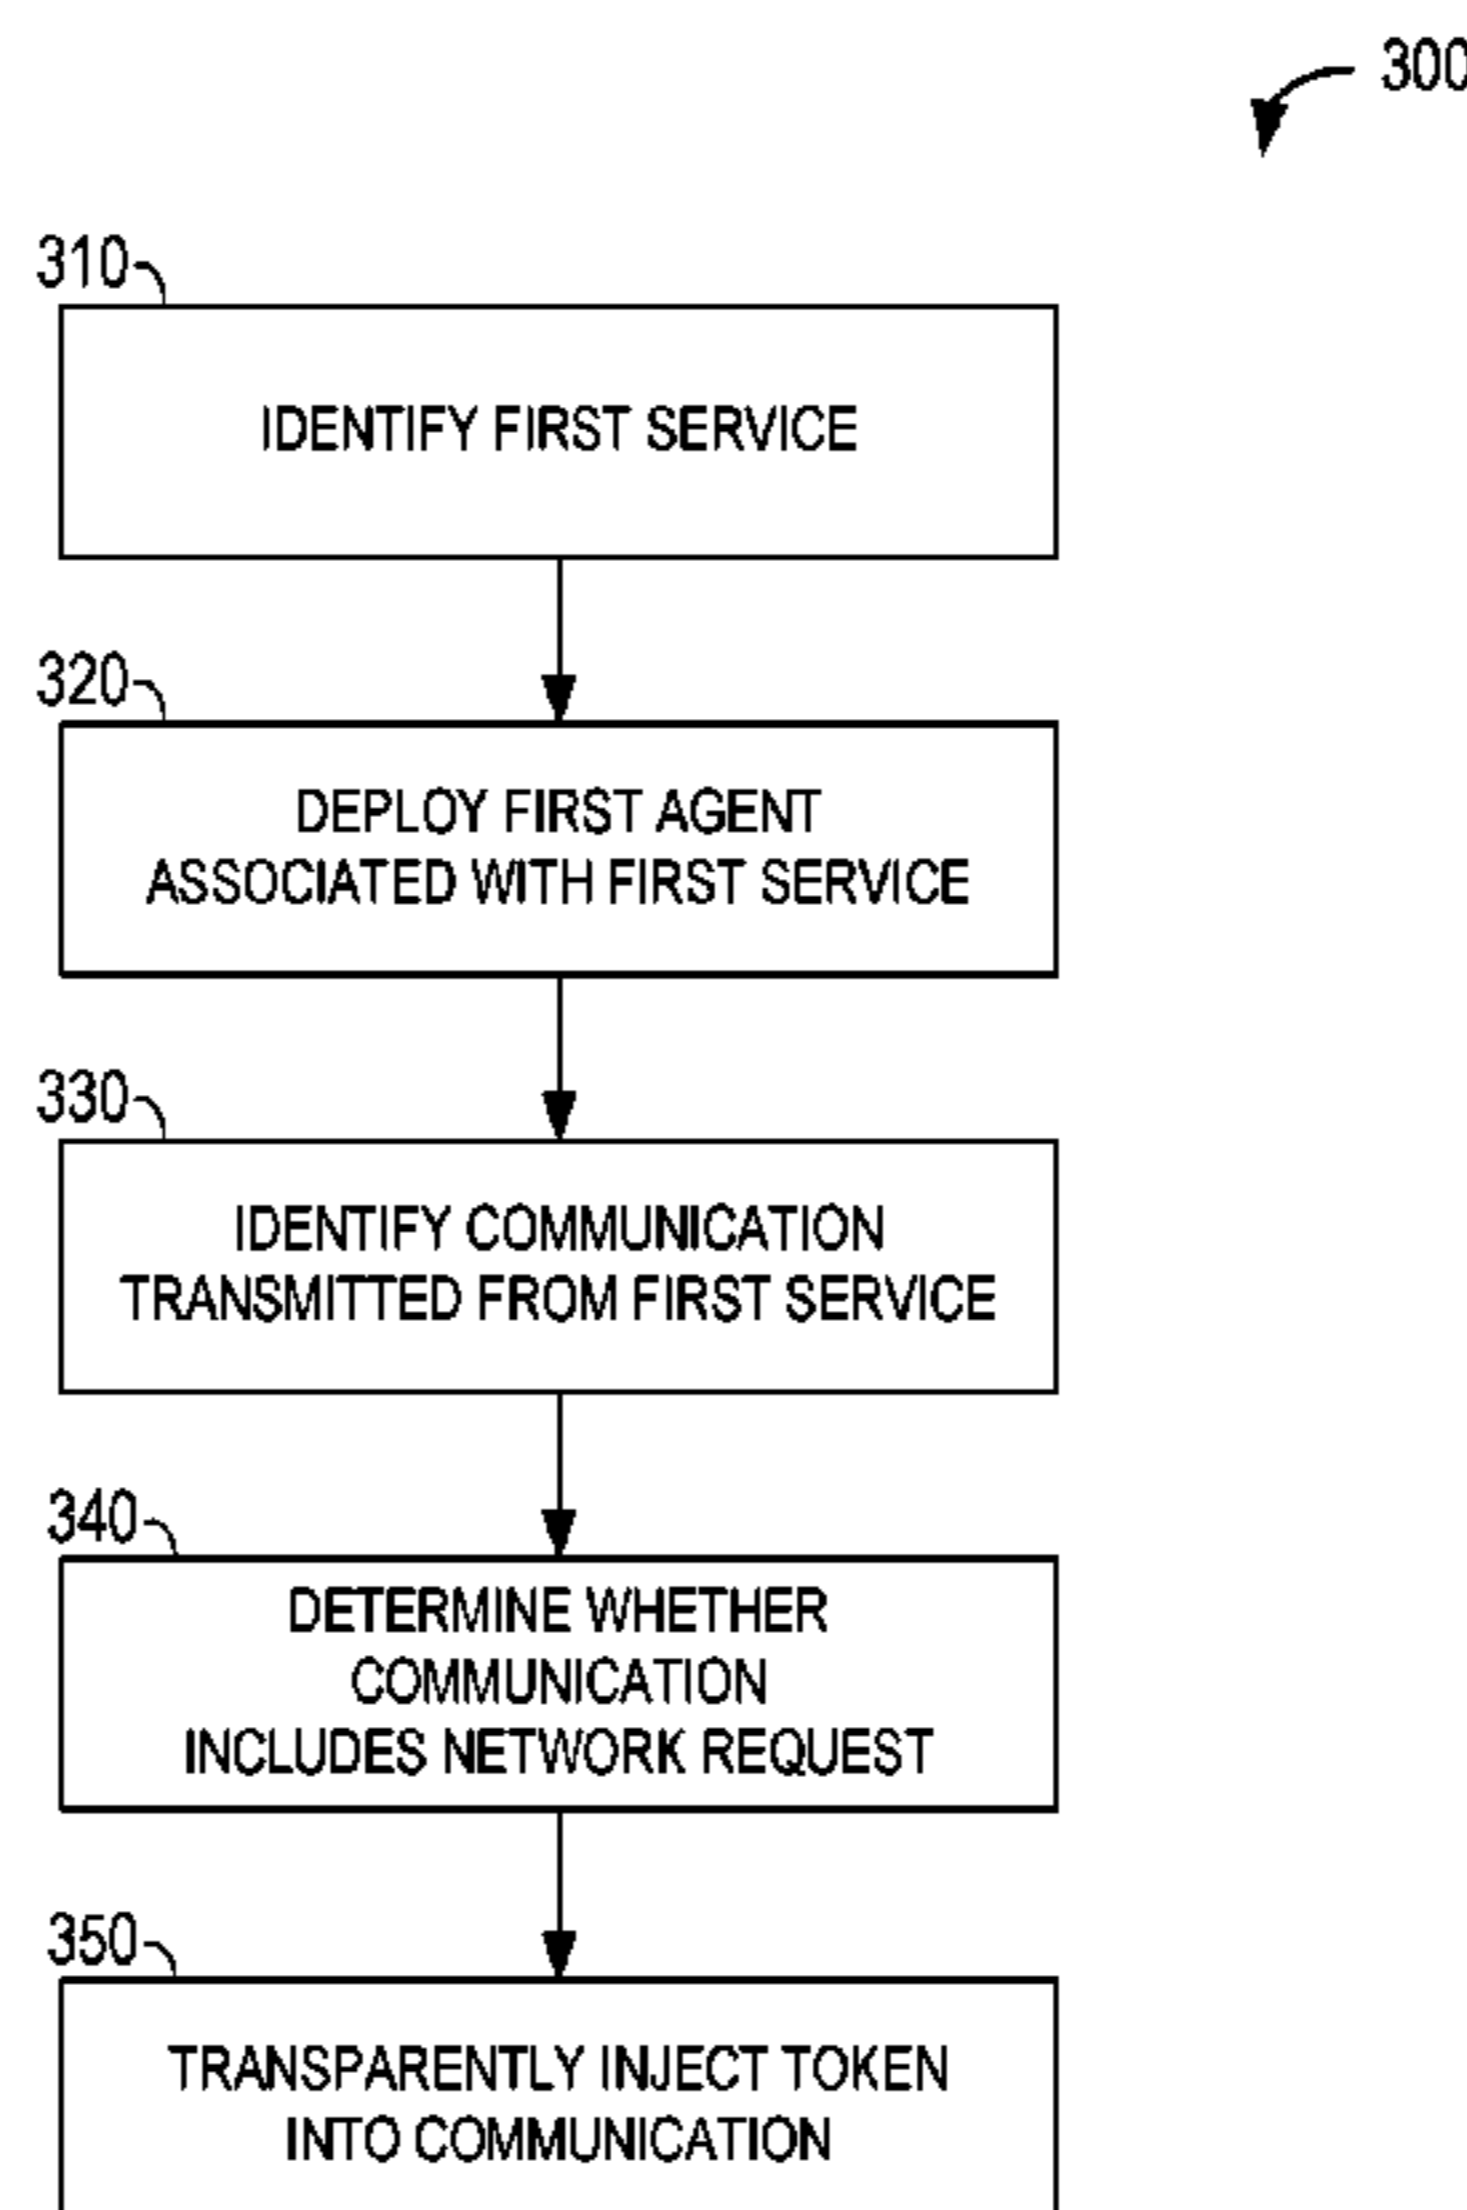 300
310
IDENTIFY FIRST SERVICE
320
DEPLOY FIRST AGENT
ASSOCIATED WITH FIRST SERVICE
330
IDENTIFY COMMUNICATION
TRANSMITTED FROM FIRST SERVICE
340
DETERMINE WHETHER
COMMUNICATION
INCLUDES NETWORK REQUEST
350
TRANSPARENTLY INJECT TOKEN
INTO COMMUNICATION